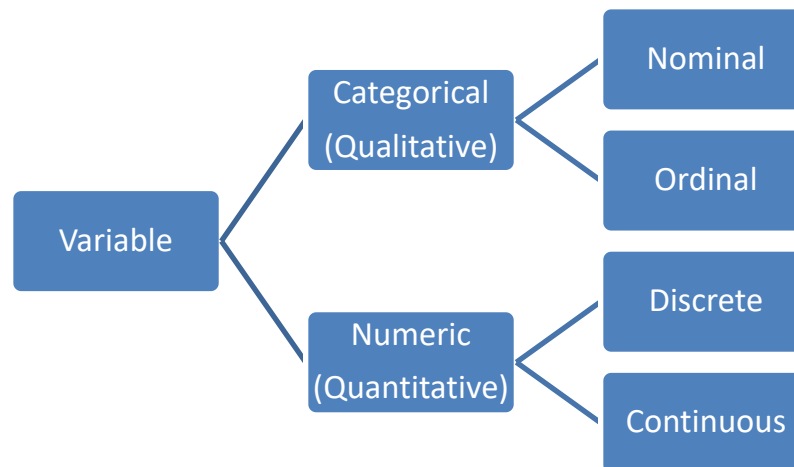 Variable
Categorical
(Qualitative)
Nominal
Ordinal
Numeric
(Quantitative)
Discrete
Continuous